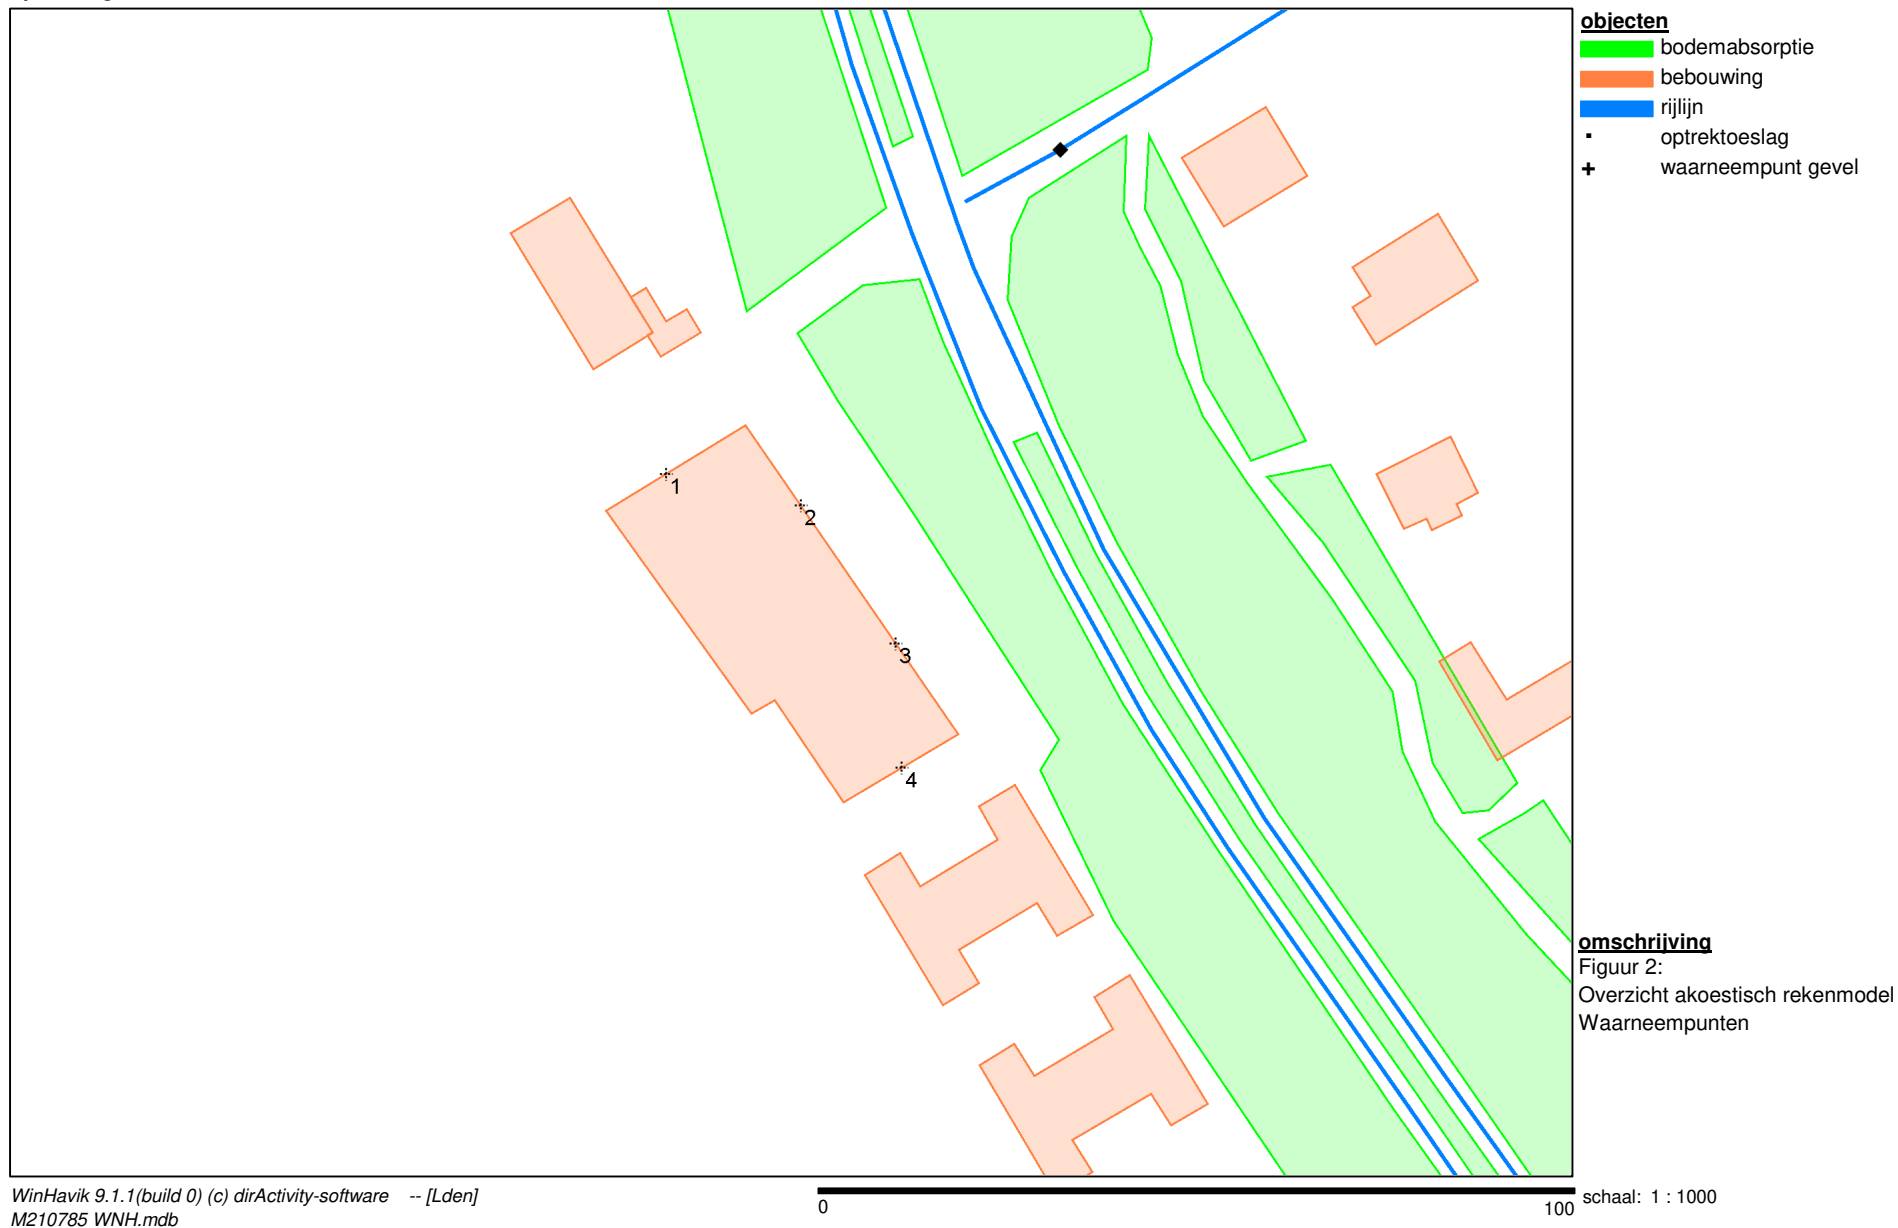 objecten
bodemabsorptie
bebouwing
rijlijn
optrektoeslag
waarneempunt gevel
1
2
3
4
omschrijving
Figuur 2:
Overzicht akoestisch rekenmodel
Waarneempunten
WinHavik 9.1.1(build 0) (c) dirActivity-software -- [Lden]
M210785 WNH.mdb
0
100
schaal: 1 : 1000